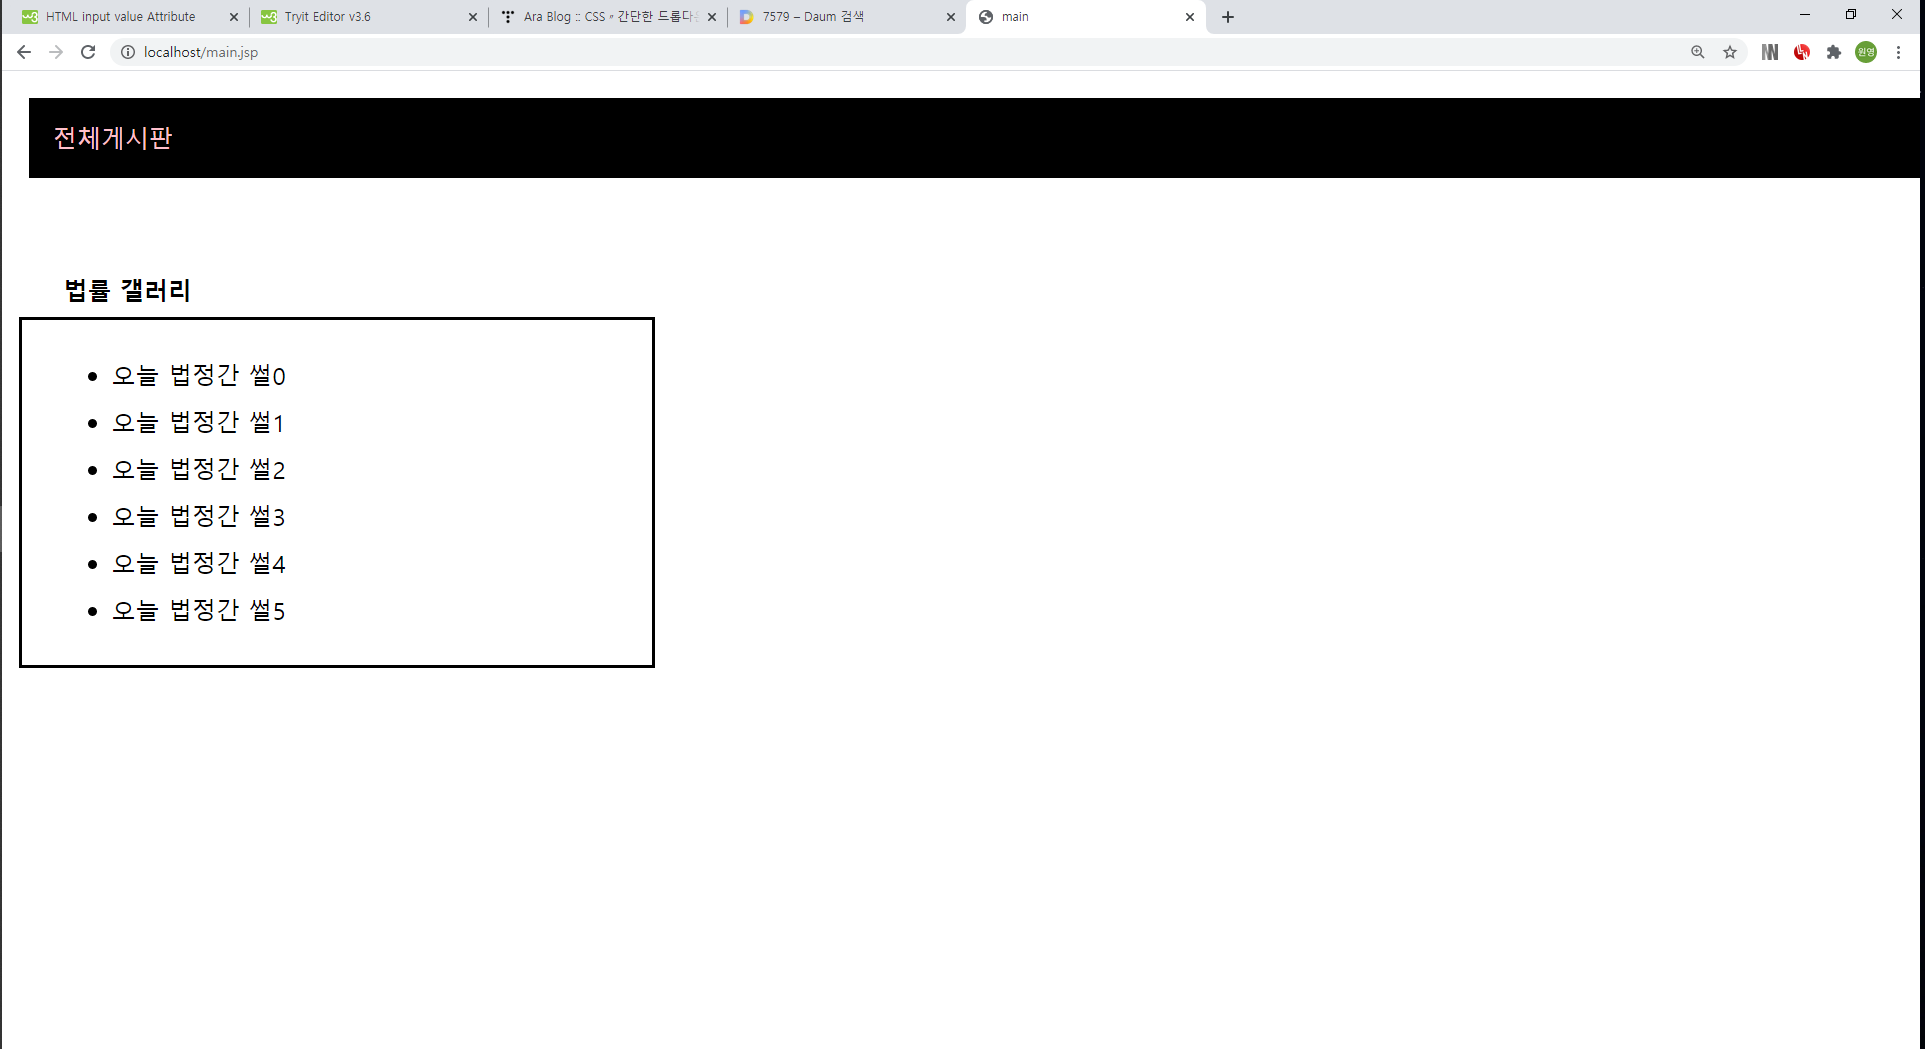 HTML input value Attribute
Tryit Editor v3.6
Ara Blog :: CSS〃간단한 드롭다운
7579 – Daum 검색
main
localhost/main.jsp
원영
전체게시판
법률 갤러리
오늘 법정간 썰0
오늘 법정간 썰1
오늘 법정간 썰2
오늘 법정간 썰3
오늘 법정간 썰4
오늘 법정간 썰5